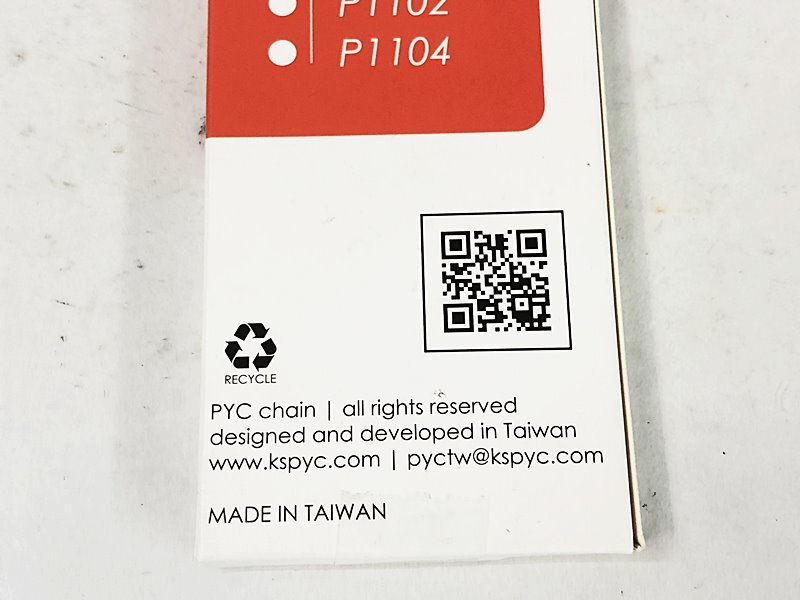 P1102
P1104
RECYCLE
PYC chain | all rights reserved
designed and developed in Taiwan
www.kspyc.com | pyctw@kspyc.com
MADE IN TAIWAN